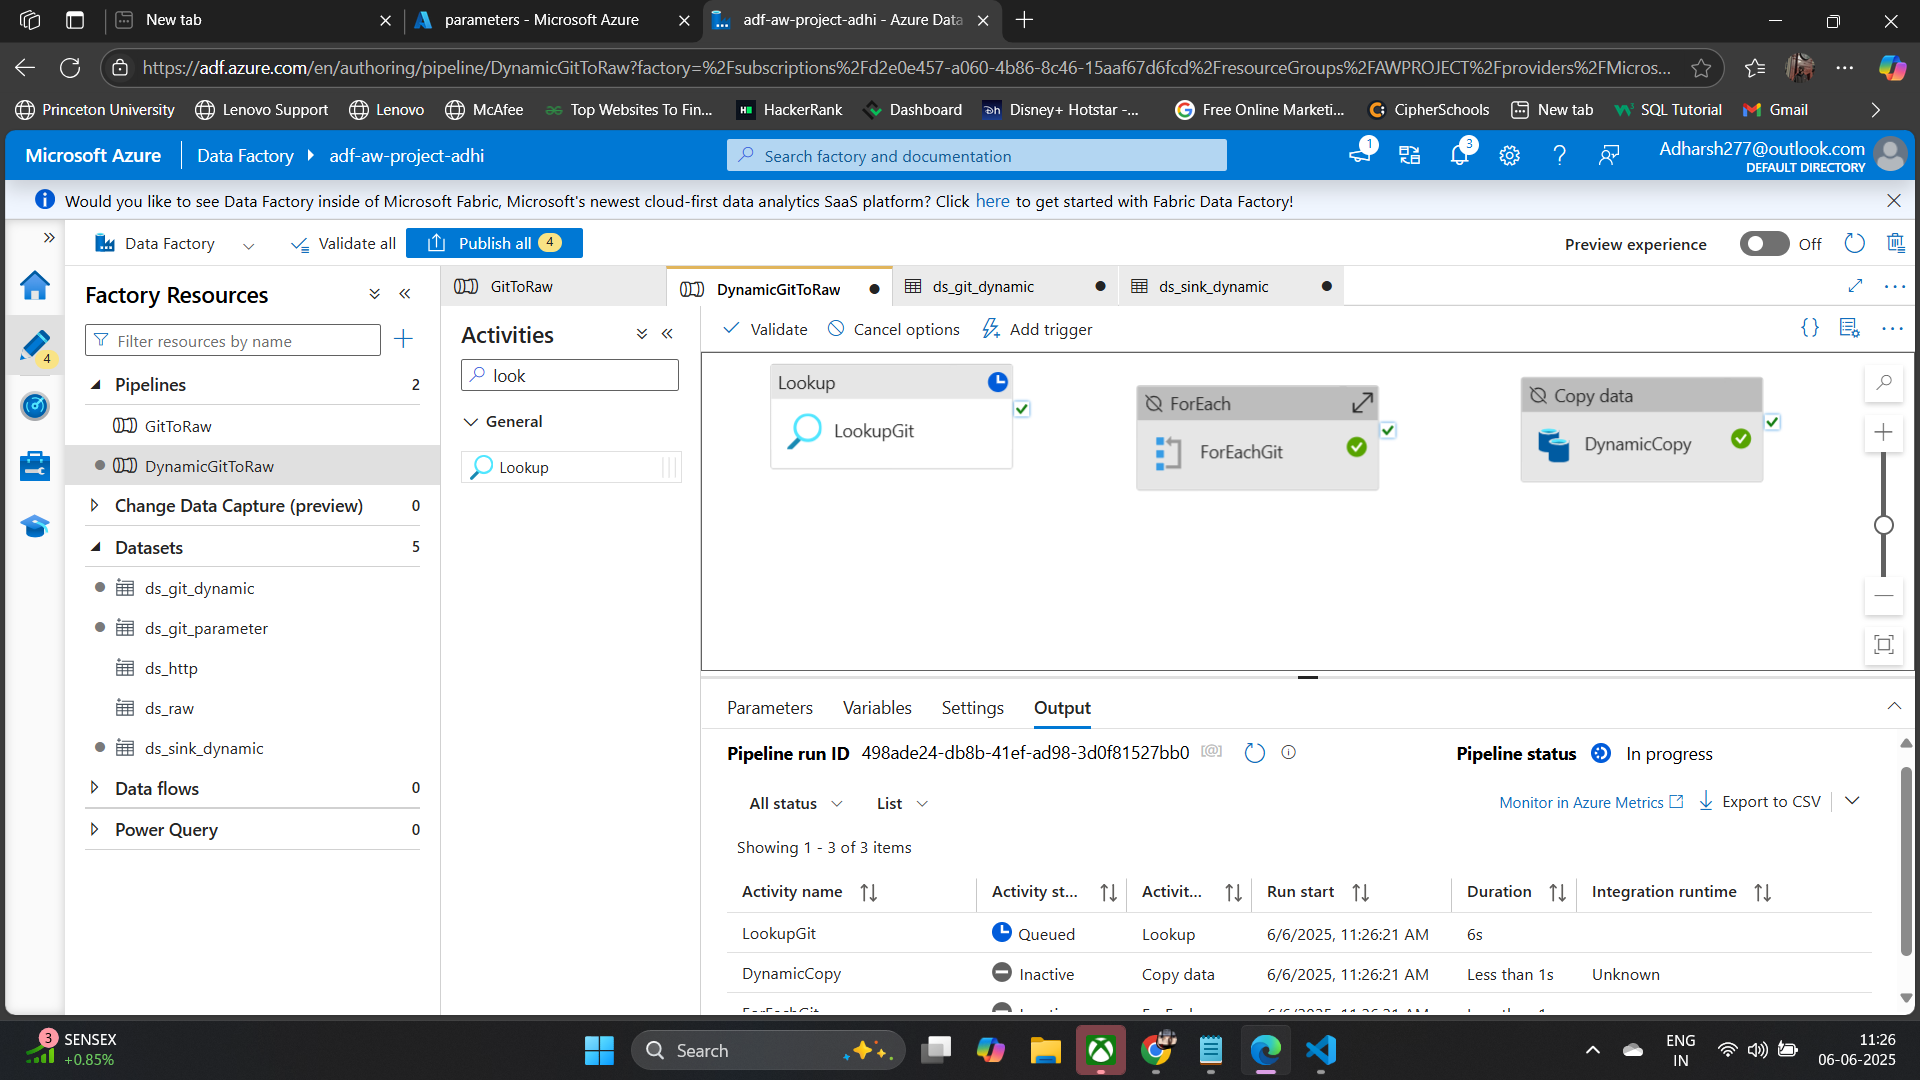 New tab
parameters - Microsoft Azure
adf-aw-project-adhi - Azure Data
https://adf.azure.com/en/authoring/pipeline/DynamicGitToRaw?factory=%2Fsubscriptions%2Fd2e0e457-a060-4b86-8c46-15aaf67d6fcd%2FresourceGroups%2FAWPROJECT%2Fproviders%2FMicros...
Princeton University
Lenovo Support
Lenovo
McAfee
Top Websites To Fin...
HackerRank
Dashboard
Disney+ Hotstar -...
Free Online Marketi...
CipherSchools
New tab
SQL Tutorial
Gmail
Microsoft Azure
Data Factory
adf-aw-project-adhi
Search factory and documentation
1
3
Adharsh277@outlook.com
DEFAULT DIRECTORY
Would you like to see Data Factory inside of Microsoft Fabric, Microsoft's newest cloud-first data analytics SaaS platform? Click here to get started with Fabric Data Factory!
Data Factory
Validate all
Publish all 4
Preview experience
Off
4
Factory Resources
Filter resources by name
Pipelines 2
GitToRaw
DynamicGitToRaw
Change Data Capture (preview) 0
Datasets 5
ds_git_dynamic
ds_git_parameter
ds_http
ds_raw
ds_sink_dynamic
Data flows 0
Power Query 0
GitToRaw
DynamicGitToRaw
ds_git_dynamic
ds_sink_dynamic
Activities
look
General
Lookup
Validate
Cancel options
Add trigger
Lookup
LookupGit
ForEach
ForEachGit
Copy data
DynamicCopy
Parameters
Variables
Settings
Output
Pipeline run ID 498ade24-db8b-41ef-ad98-3d0f81527bb0
Pipeline status In progress
All status
List
Monitor in Azure Metrics
Export to CSV
Showing 1 - 3 of 3 items
Activity name Activity st... Activit... Run start Duration Integration runtime
LookupGit Queued Lookup 6/6/2025, 11:26:21 AM 6s
DynamicCopy Inactive Copy data 6/6/2025, 11:26:21 AM Less than 1s Unknown
3
SENSEX
+0.85%
Search
ENG
IN
11:26
06-06-2025